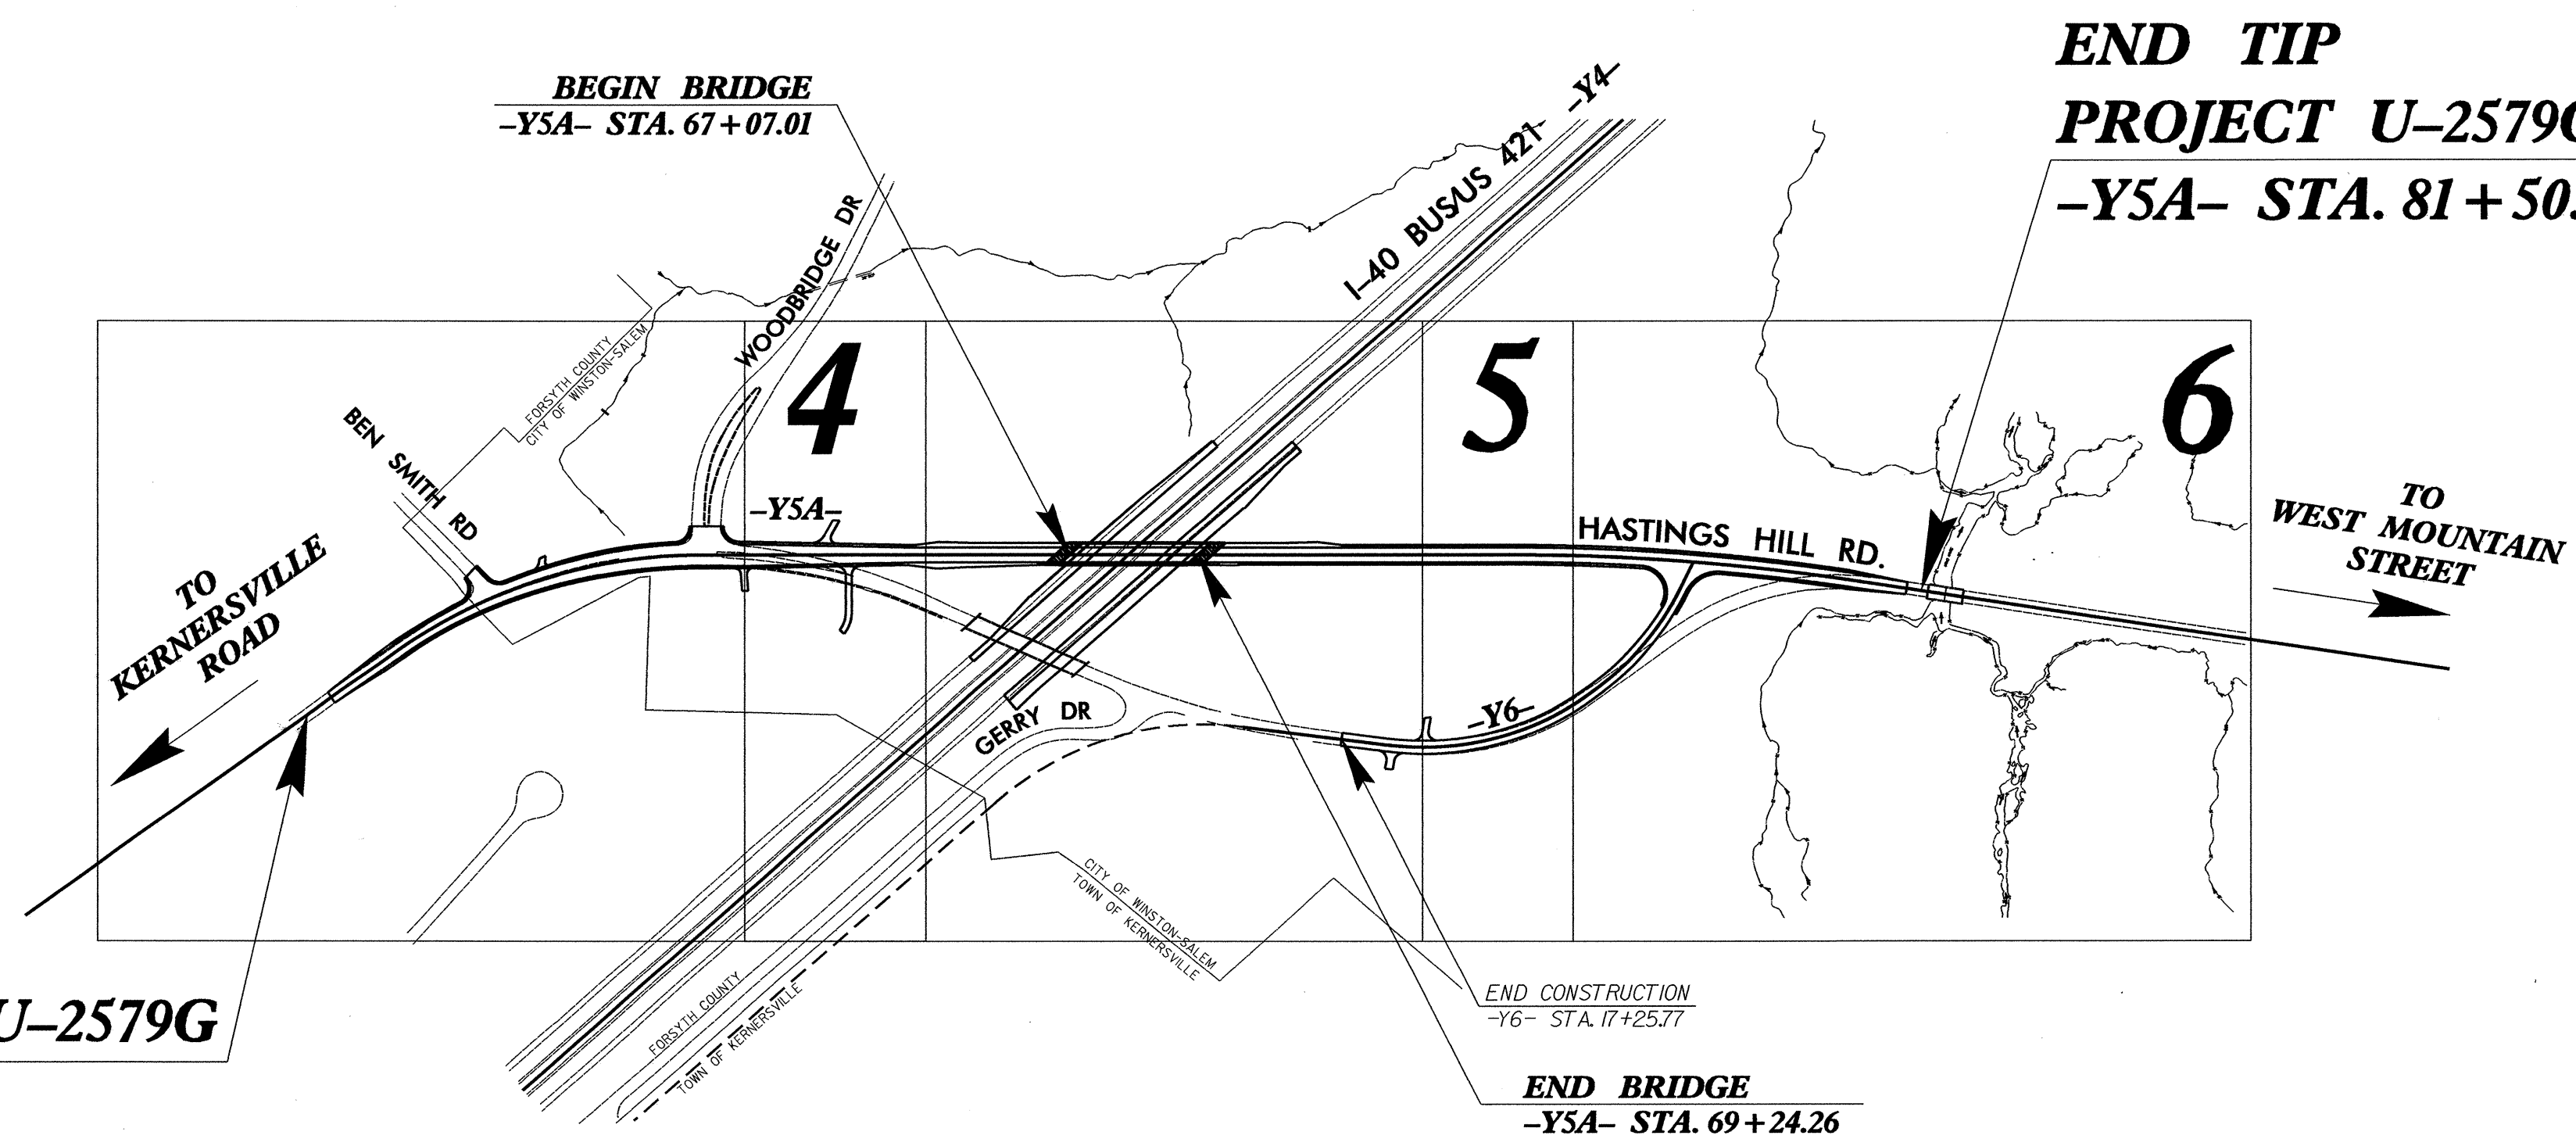 END TIP
PROJECT U–2579G
–Y5A– STA. 81+50.
BEGIN BRIDGE
–Y5A– STA. 67+07.01
–Y4–
I–40 BUS/US 421
WOODBRIDGE DR
FORSYTH COUNTY
CITY OF WINSTON-SALEM
4
5
6
BEN SMITH RD
–Y5A–
HASTINGS HILL RD.
TO
WEST MOUNTAIN
STREET
TO
KERNERSVILLE
ROAD
GERRY DR
–Y6–
CITY OF WINSTON-SALEM
TOWN OF KERNERSVILLE
FORSYTH COUNTY
TOWN OF KERNERSVILLE
U–2579G
END CONSTRUCTION
-Y6- STA. 17+25.77
END BRIDGE
–Y5A– STA. 69+24.26